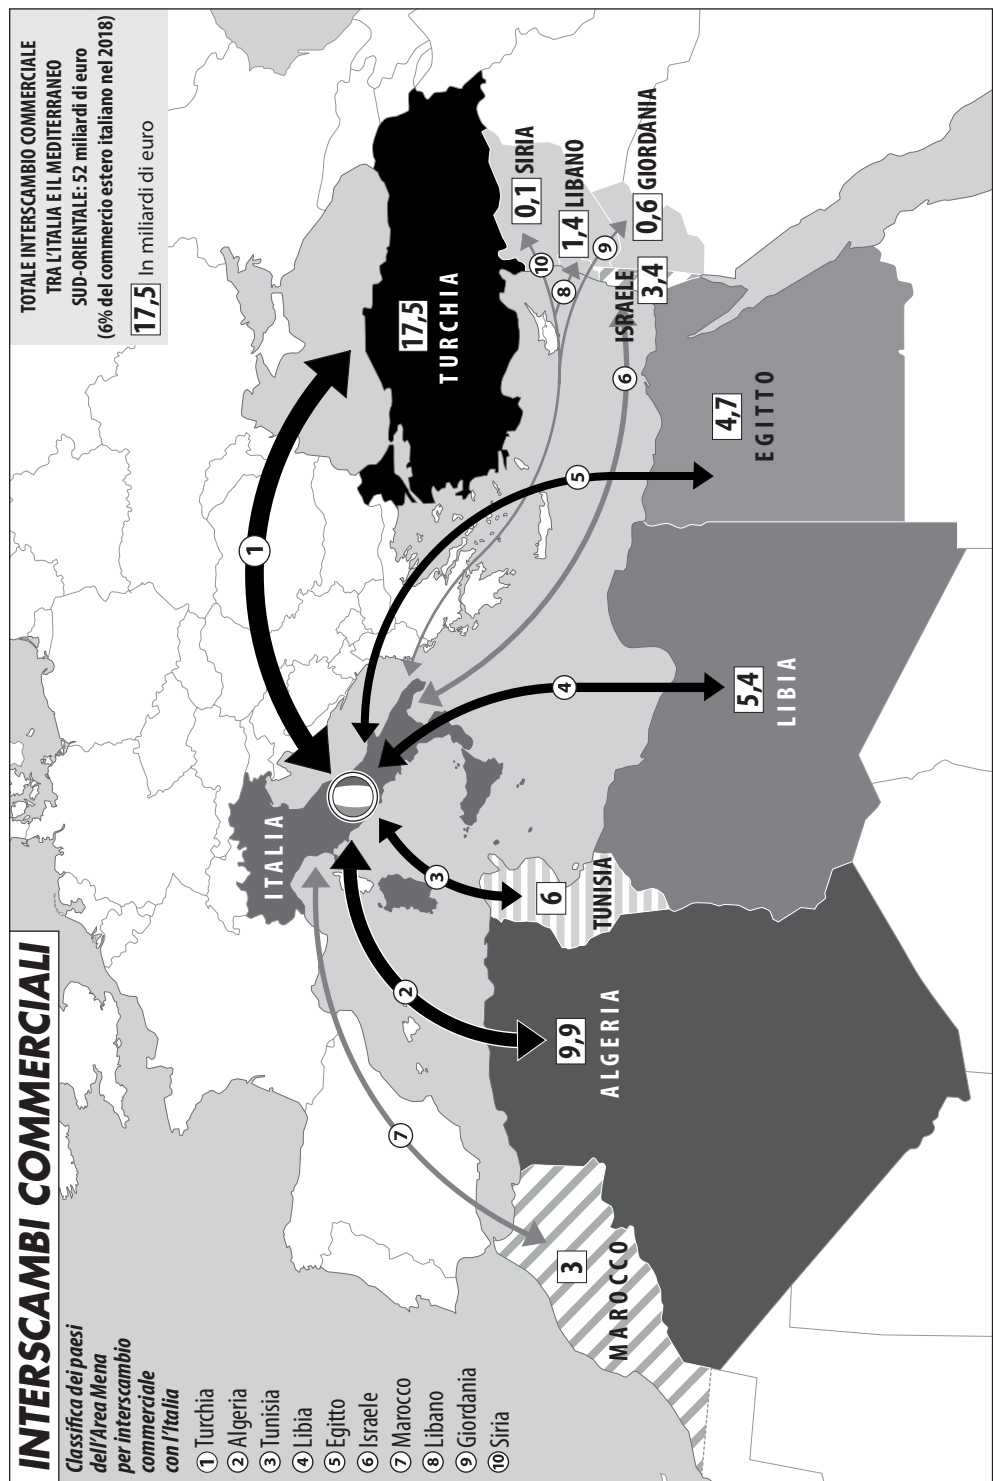 INTERSCAMBI COMMERCIALI
Classifica dei paesi
dell'Area Mena
per interscambio
commerciale
con l'Italia
1 Turchia
2 Algeria
3 Tunisia
4 Libia
5 Egitto
6 Israele
7 Marocco
8 Libano
9 Giordania
10 Siria
TOTALE INTERSCAMBIO COMMERCIALE
TRA L'ITALIA E IL MEDITERRANEO
SUD-ORIENTALE: 52 miliardi di euro
(6% del commercio estero italiano nel 2018)
17,5 In miliardi di euro
ITALIA
1
2
3
4
5
6
7
8
9
10
17,5
TURCHIA
0,1 SIRIA
1,4 LIBANO
0,6 GIORDANIA
ISRAELE
3,4
4,7
EGITTO
5,4
LIBIA
6
TUNISIA
9,9
ALGERIA
3
MAROCCO